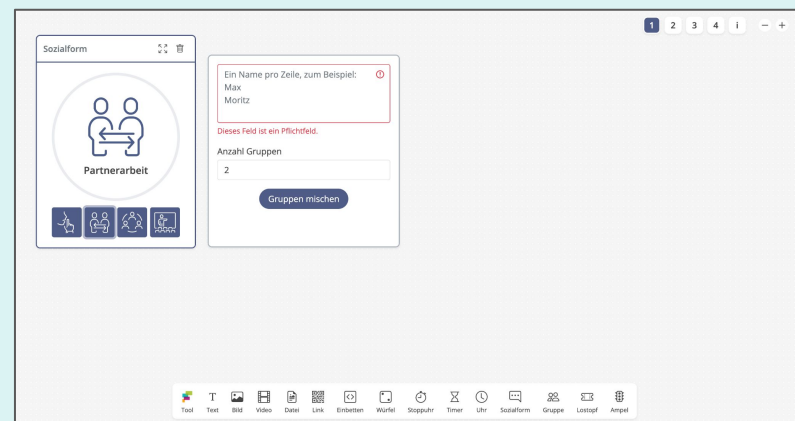 1 2 3 4 i − +
Sozialform
Partnerarbeit
Ein Name pro Zeile, zum Beispiel:
Max
Moritz
Dieses Feld ist ein Pflichtfeld.
Anzahl Gruppen
2
Gruppen mischen
Tool Text Bild Video Datei Link Einbetten Würfel Stoppuhr Timer Uhr Sozialform Gruppe Lostopf Ampel